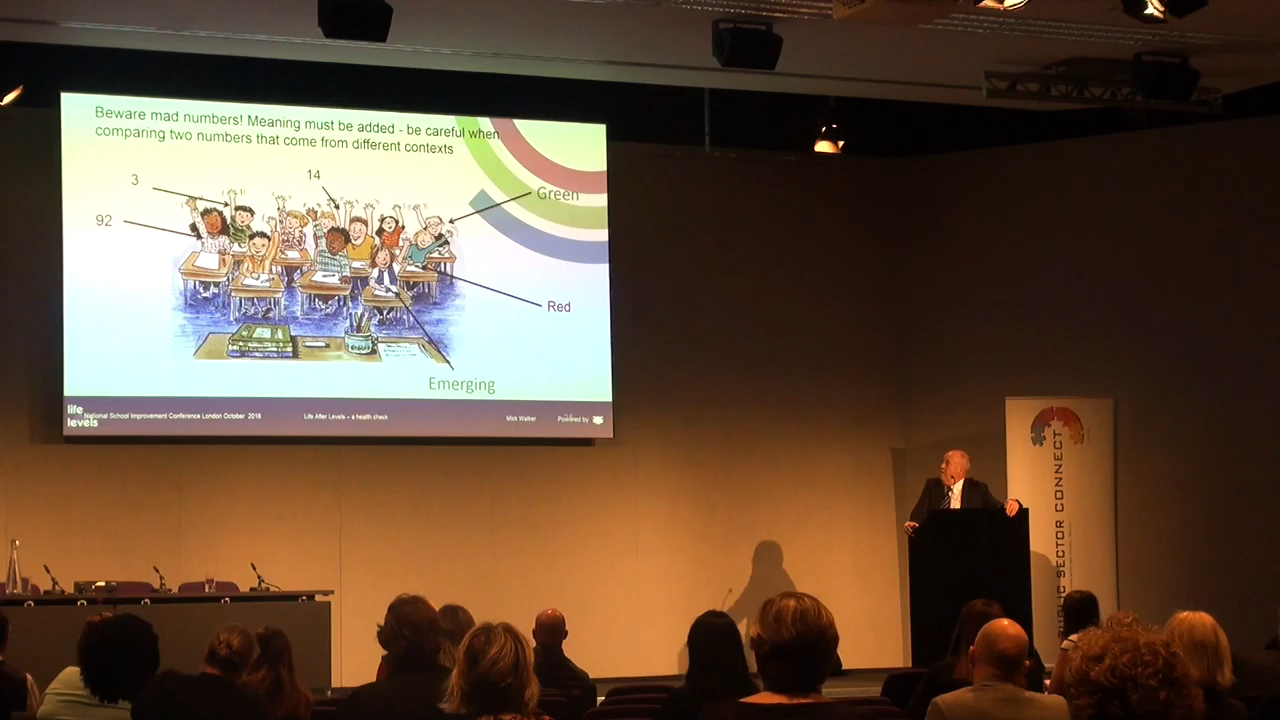 Beware mad numbers! Meaning must be added - be careful when
comparing two numbers that come from different contexts
3
14
Green
92
Red
Emerging
life
levels
National School Improvement Conference London October 2016
Life After Levels – a health check
Mick Walker
Powered by
PUBLIC SECTOR CONNECT